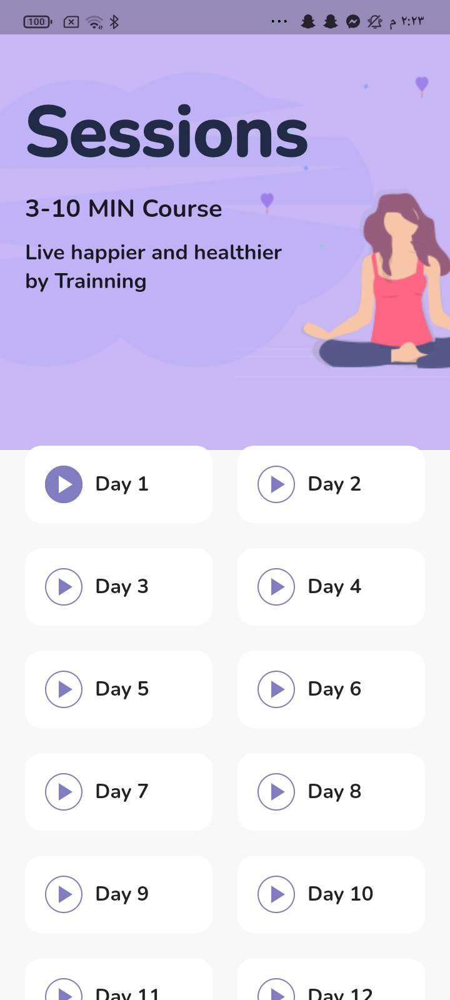 100 م ٢:٢٣
Sessions
3-10 MIN Course
Live happier and healthier
by Trainning
Day 1
Day 2
Day 3
Day 4
Day 5
Day 6
Day 7
Day 8
Day 9
Day 10
Day 11
Day 12